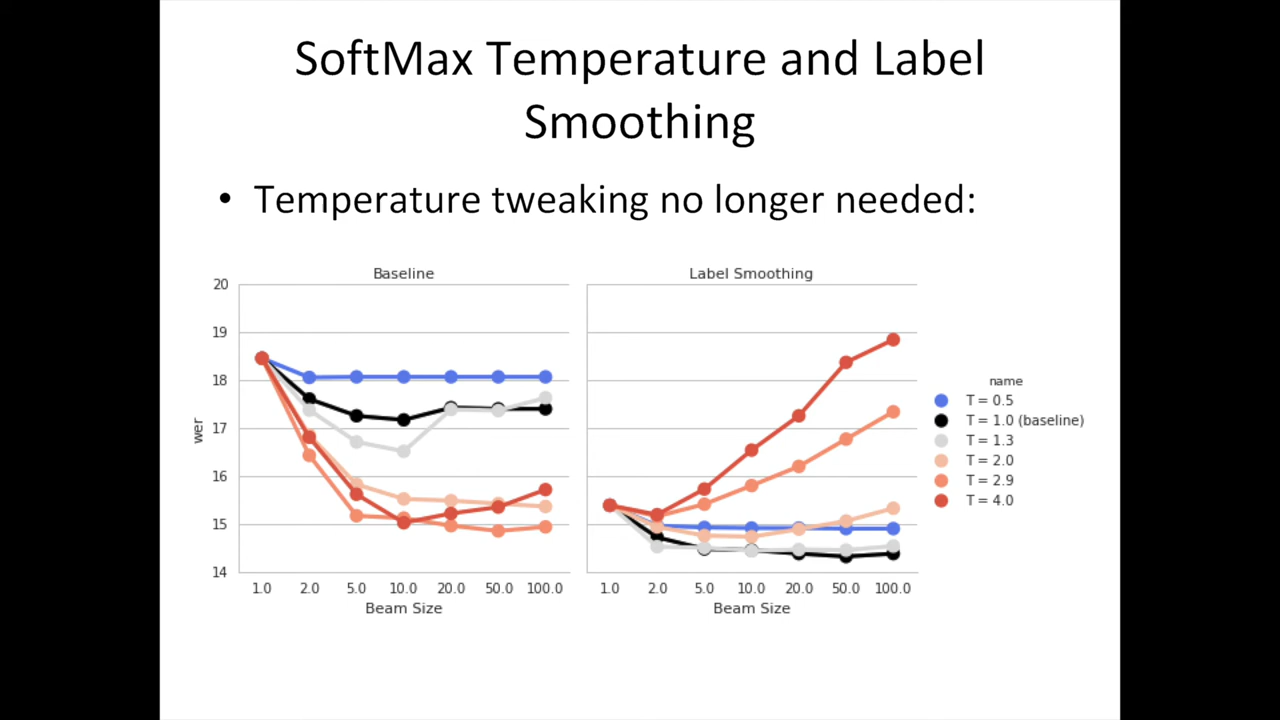 SoftMax Temperature and Label
Smoothing
• Temperature tweaking no longer needed:
Baseline
Label Smoothing
20
19
18
17
16
15
14
wer
1.0 2.0 5.0 10.0 20.0 50.0 100.0
Beam Size
1.0 2.0 5.0 10.0 20.0 50.0 100.0
Beam Size
name
T = 0.5
T = 1.0 (baseline)
T = 1.3
T = 2.0
T = 2.9
T = 4.0